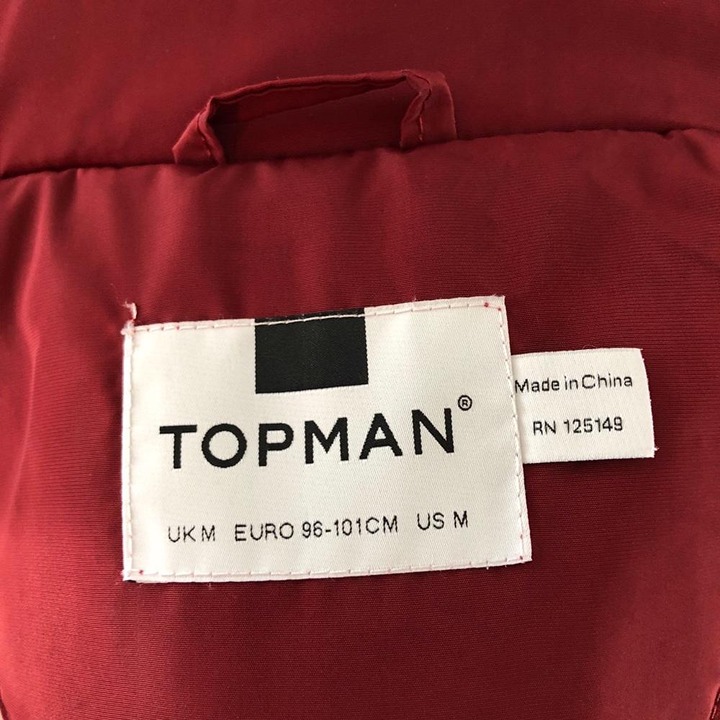 TOPMAN®
UK M EURO 96-101CM US M
Made in China
RN 125149